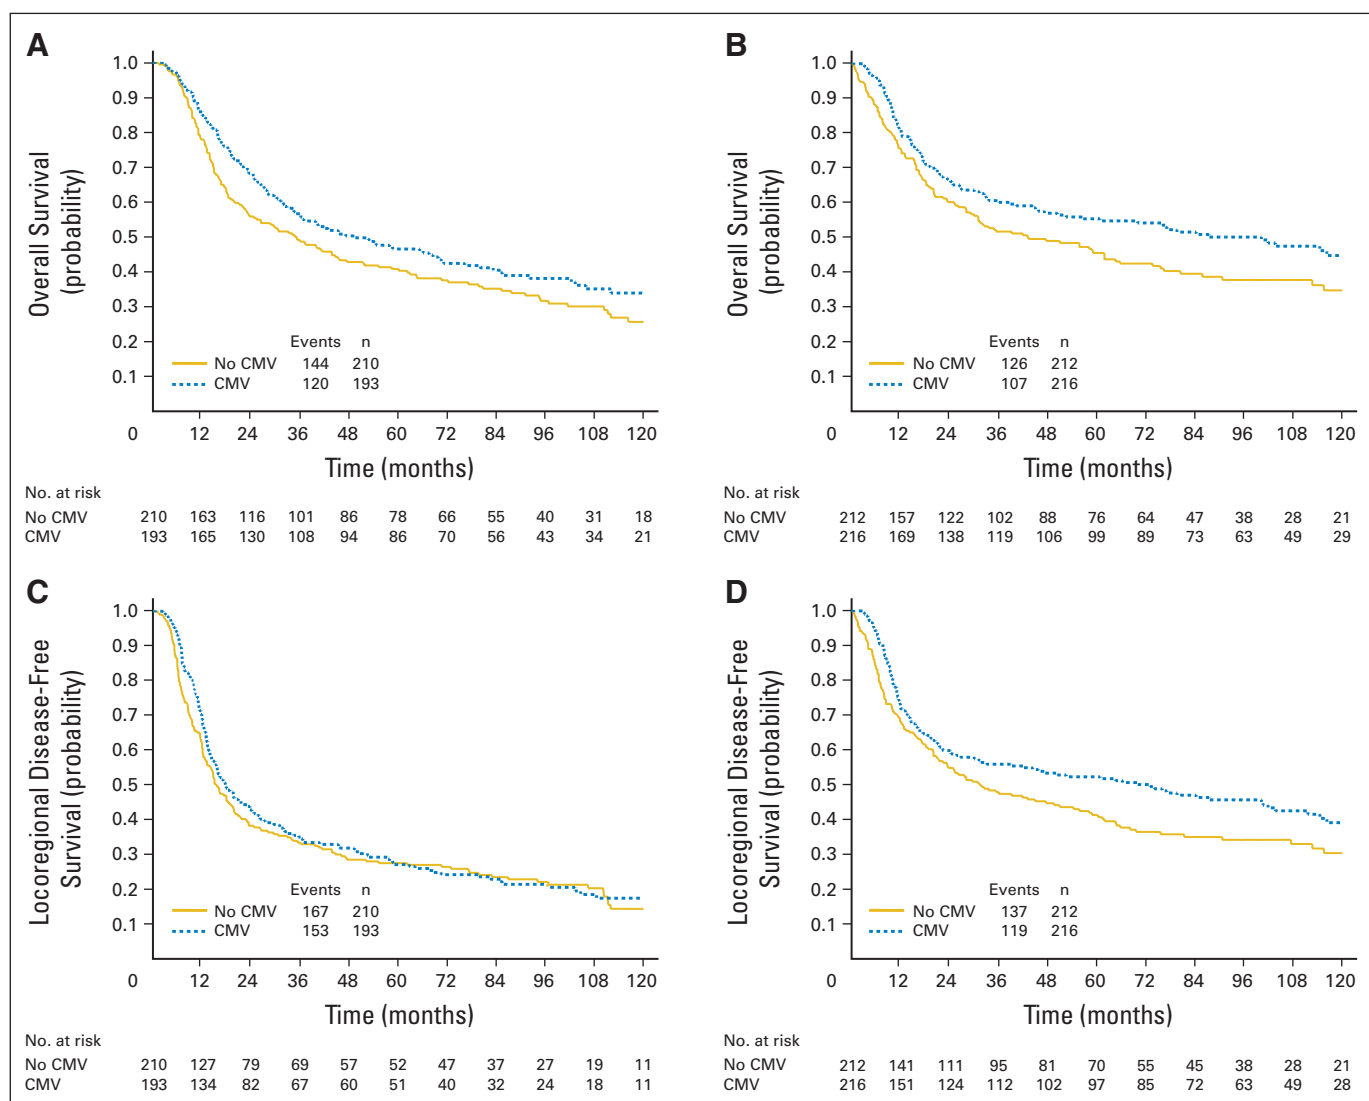 A
Overall Survival
(probability)
1.0
0.9
0.8
0.7
0.6
0.5
0.4
0.3
0.2
0.1
Events n
No CMV 144 210
CMV 120 193
0 12 24 36 48 60 72 84 96 108 120
Time (months)
No. at risk
No CMV 210 163 116 101 86 78 66 55 40 31 18
CMV 193 165 130 108 94 86 70 56 43 34 21
B
Overall Survival
(probability)
1.0
0.9
0.8
0.7
0.6
0.5
0.4
0.3
0.2
0.1
Events n
No CMV 126 212
CMV 107 216
0 12 24 36 48 60 72 84 96 108 120
Time (months)
No. at risk
No CMV 212 157 122 102 88 76 64 47 38 28 21
CMV 216 169 138 119 106 99 89 73 63 49 29
C
Locoregional Disease-Free
Survival (probability)
1.0
0.9
0.8
0.7
0.6
0.5
0.4
0.3
0.2
0.1
Events n
No CMV 167 210
CMV 153 193
0 12 24 36 48 60 72 84 96 108 120
Time (months)
No. at risk
No CMV 210 127 79 69 57 52 47 37 27 19 11
CMV 193 134 82 67 60 51 40 32 24 18 11
D
Locoregional Disease-Free
Survival (probability)
1.0
0.9
0.8
0.7
0.6
0.5
0.4
0.3
0.2
0.1
Events n
No CMV 137 212
CMV 119 216
0 12 24 36 48 60 72 84 96 108 120
Time (months)
No. at risk
No CMV 212 141 111 95 81 70 55 45 38 28 21
CMV 216 151 124 112 102 97 85 72 63 49 28